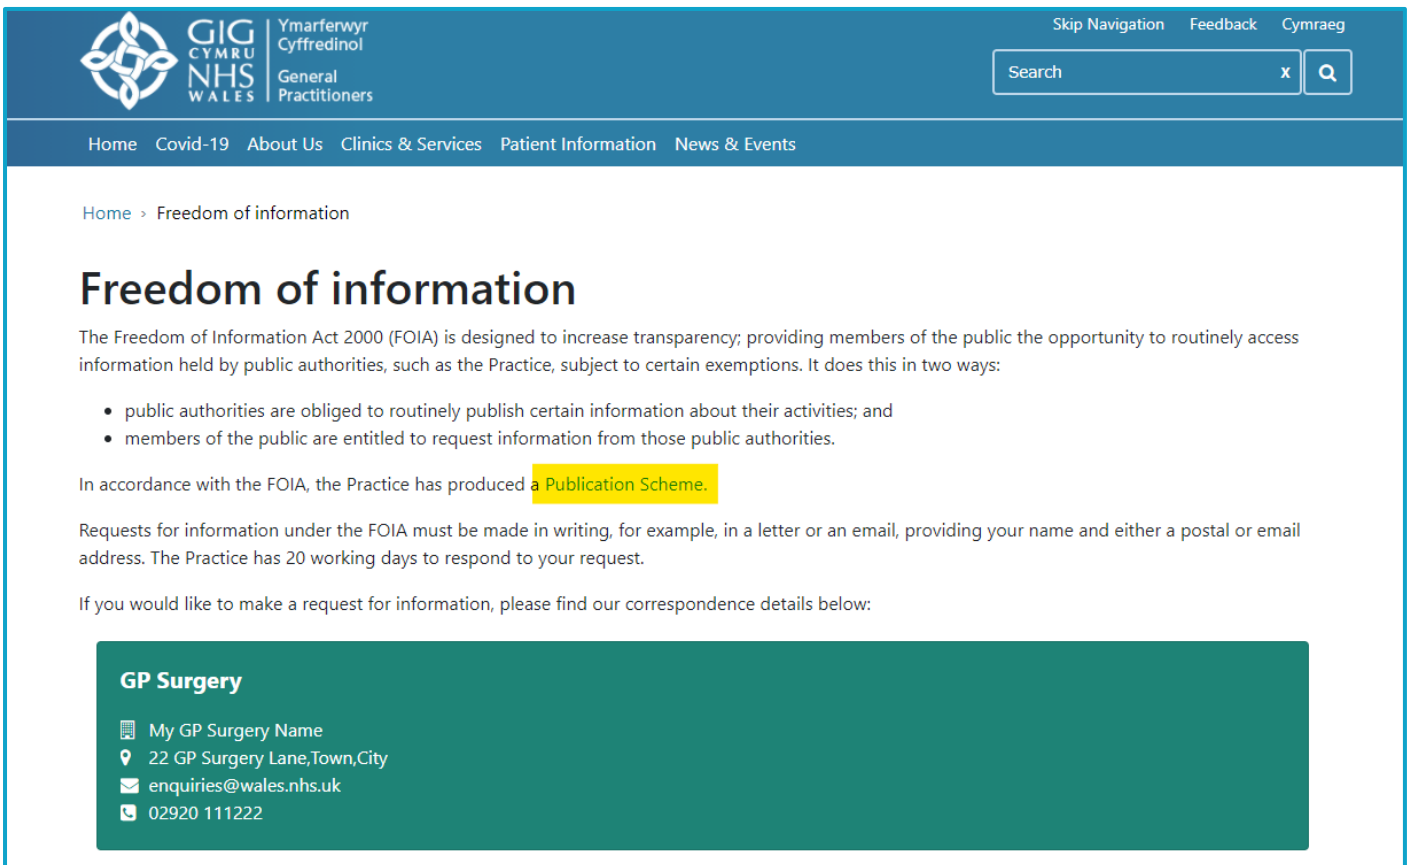 GIG
CYMRU
NHS
WALES
Ymarferwyr
Cyffredinol
General
Practitioners
Skip Navigation Feedback Cymraeg
Search x
Home Covid-19 About Us Clinics & Services Patient Information News & Events
Home › Freedom of information
Freedom of information
The Freedom of Information Act 2000 (FOIA) is designed to increase transparency; providing members of the public the opportunity to routinely access
information held by public authorities, such as the Practice, subject to certain exemptions. It does this in two ways:
• public authorities are obliged to routinely publish certain information about their activities; and
• members of the public are entitled to request information from those public authorities.
In accordance with the FOIA, the Practice has produced a Publication Scheme.
Requests for information under the FOIA must be made in writing, for example, in a letter or an email, providing your name and either a postal or email
address. The Practice has 20 working days to respond to your request.
If you would like to make a request for information, please find our correspondence details below:
GP Surgery
My GP Surgery Name
22 GP Surgery Lane,Town,City
enquiries@wales.nhs.uk
02920 111222